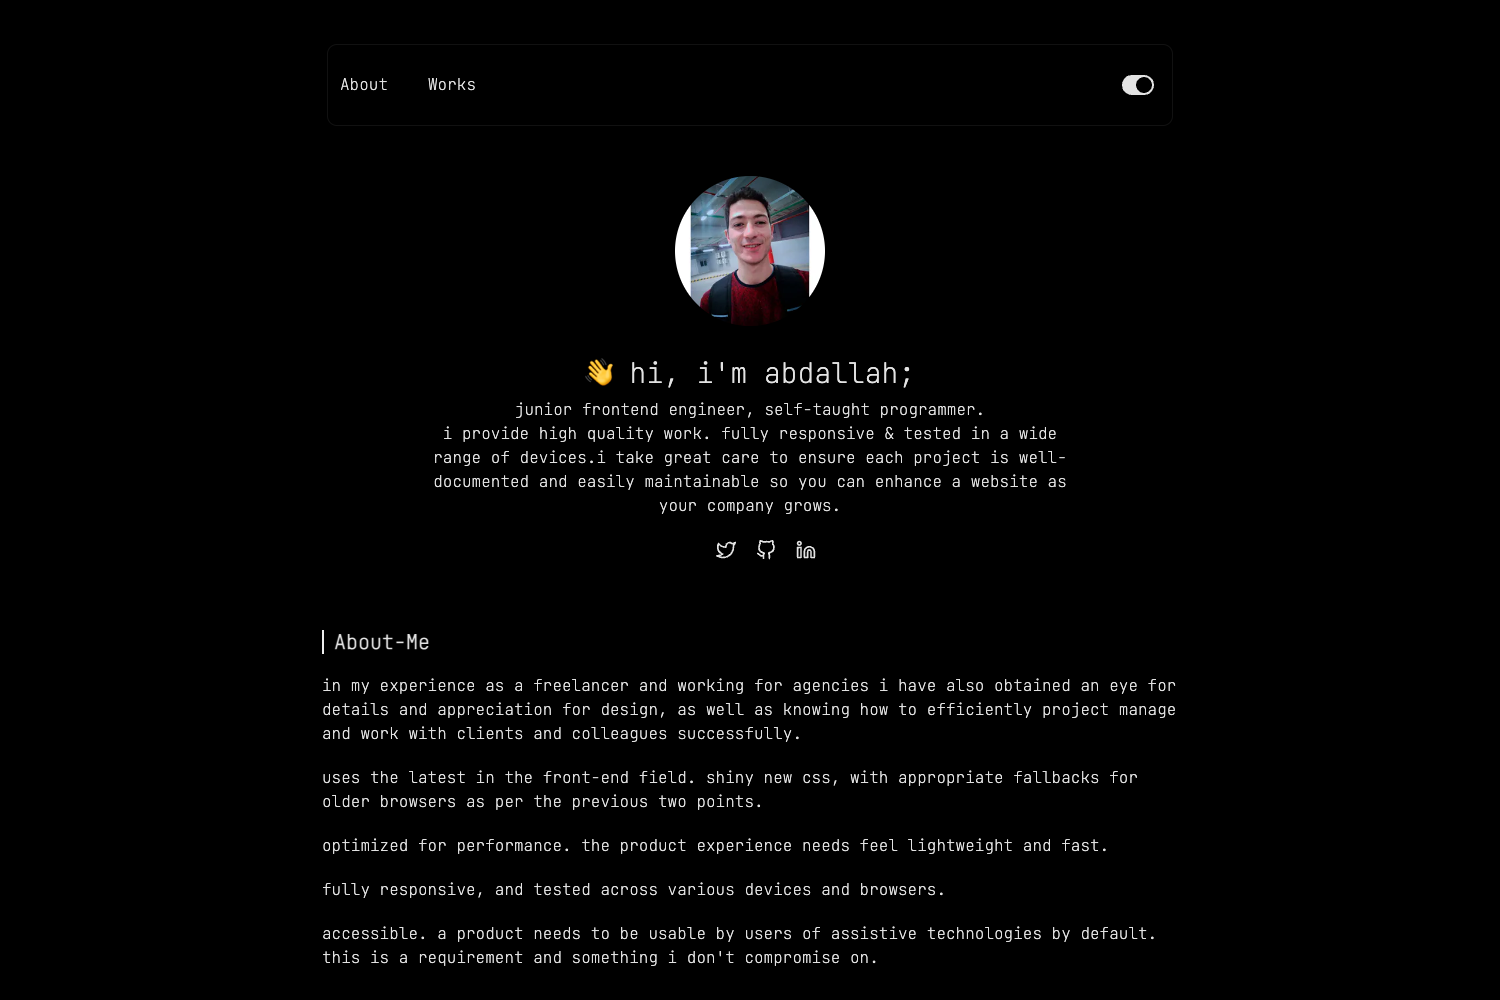 About Works
👋 hi, i'm abdallah;
junior frontend engineer, self-taught programmer.
i provide high quality work. fully responsive & tested in a wide
range of devices.i take great care to ensure each project is well-
documented and easily maintainable so you can enhance a website as
your company grows.
About-Me
in my experience as a freelancer and working for agencies i have also obtained an eye for
details and appreciation for design, as well as knowing how to efficiently project manage
and work with clients and colleagues successfully.
uses the latest in the front-end field. shiny new css, with appropriate fallbacks for
older browsers as per the previous two points.
optimized for performance. the product experience needs feel lightweight and fast.
fully responsive, and tested across various devices and browsers.
accessible. a product needs to be usable by users of assistive technologies by default.
this is a requirement and something i don't compromise on.